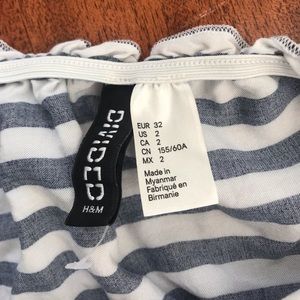 DIVIDED
H&M
EUR 32
US 2
CA 2
CN 155/60A
MX 2
Made in
Myanmar
Fabriqué en
Birmanie